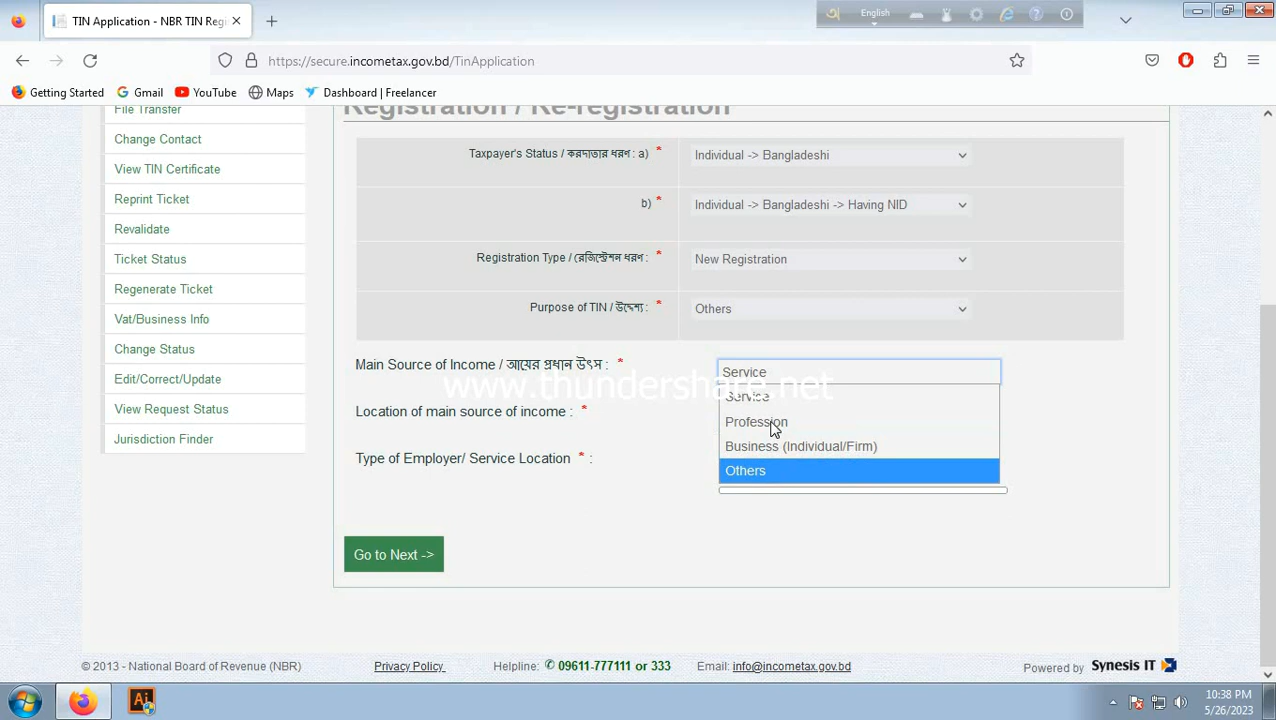 TIN Application - NBR TIN Reg
English
https://secure.incometax.gov.bd/TinApplication
Getting Started
Gmail
YouTube
Maps
Dashboard | Freelancer
File Transfer
Change Contact
View TIN Certificate
Reprint Ticket
Revalidate
Ticket Status
Regenerate Ticket
Vat/Business Info
Change Status
Edit/Correct/Update
View Request Status
Jurisdiction Finder
Registration / Re-registration
Taxpayer's Status / করদাতার ধরণ : a) * Individual -> Bangladeshi
b) * Individual -> Bangladeshi -> Having NID
Registration Type / রেজিস্ট্রেশন ধরণ : * New Registration
Purpose of TIN / উদ্দেশ্য : * Others
Main Source of Income / আয়ের প্রধান উৎস : * Service
www.thundershare.net
Service
Location of main source of income : *
Profession
Business (Individual/Firm)
Type of Employer/ Service Location * :
Others
Go to Next ->
© 2013 - National Board of Revenue (NBR)
Privacy Policy
Helpline: ✆ 09611-777111 or 333
Email: info@incometax.gov.bd
Powered by Synesis IT
Ai
10:38 PM
5/26/2023